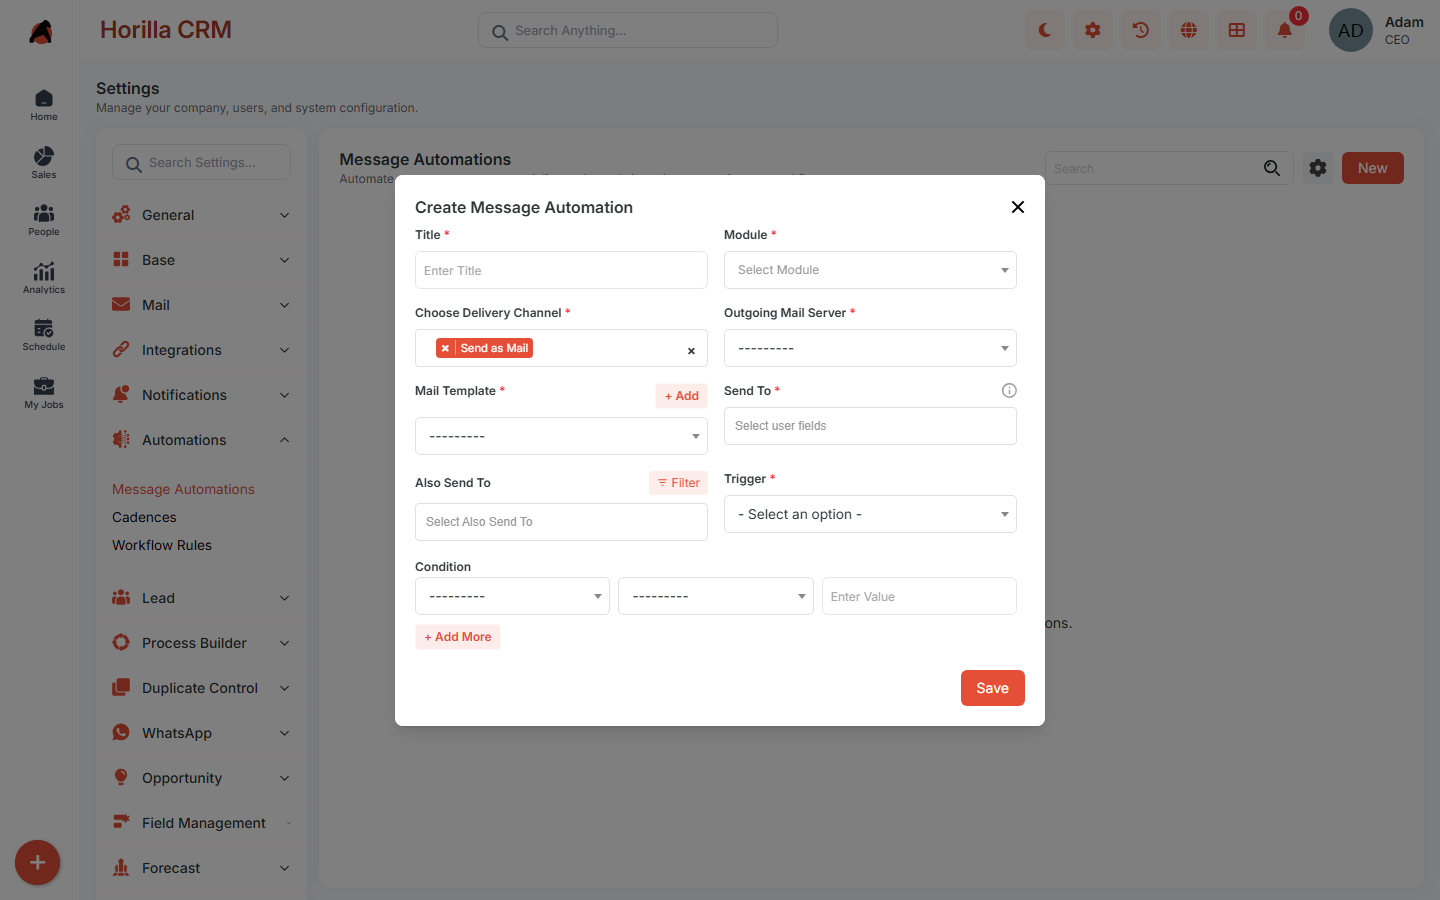 Horilla CRM
Search Anything...
0
AD
Adam
CEO
Home
Sales
People
Analytics
Schedule
My Jobs
Settings
Manage your company, users, and system configuration.
Search Settings...
General
Base
Mail
Integrations
Notifications
Automations
Message Automations
Cadences
Workflow Rules
Lead
Process Builder
Duplicate Control
WhatsApp
Opportunity
Field Management
Forecast
Message Automations
Automate
Search
New
Create Message Automation
Title *
Enter Title
Module *
Select Module
Choose Delivery Channel *
Send as Mail
Outgoing Mail Server *
---------
Mail Template *
+ Add
---------
Send To *
Select user fields
Also Send To
Filter
Select Also Send To
Trigger *
- Select an option -
Condition
---------
---------
Enter Value
+ Add More
Save
ons.